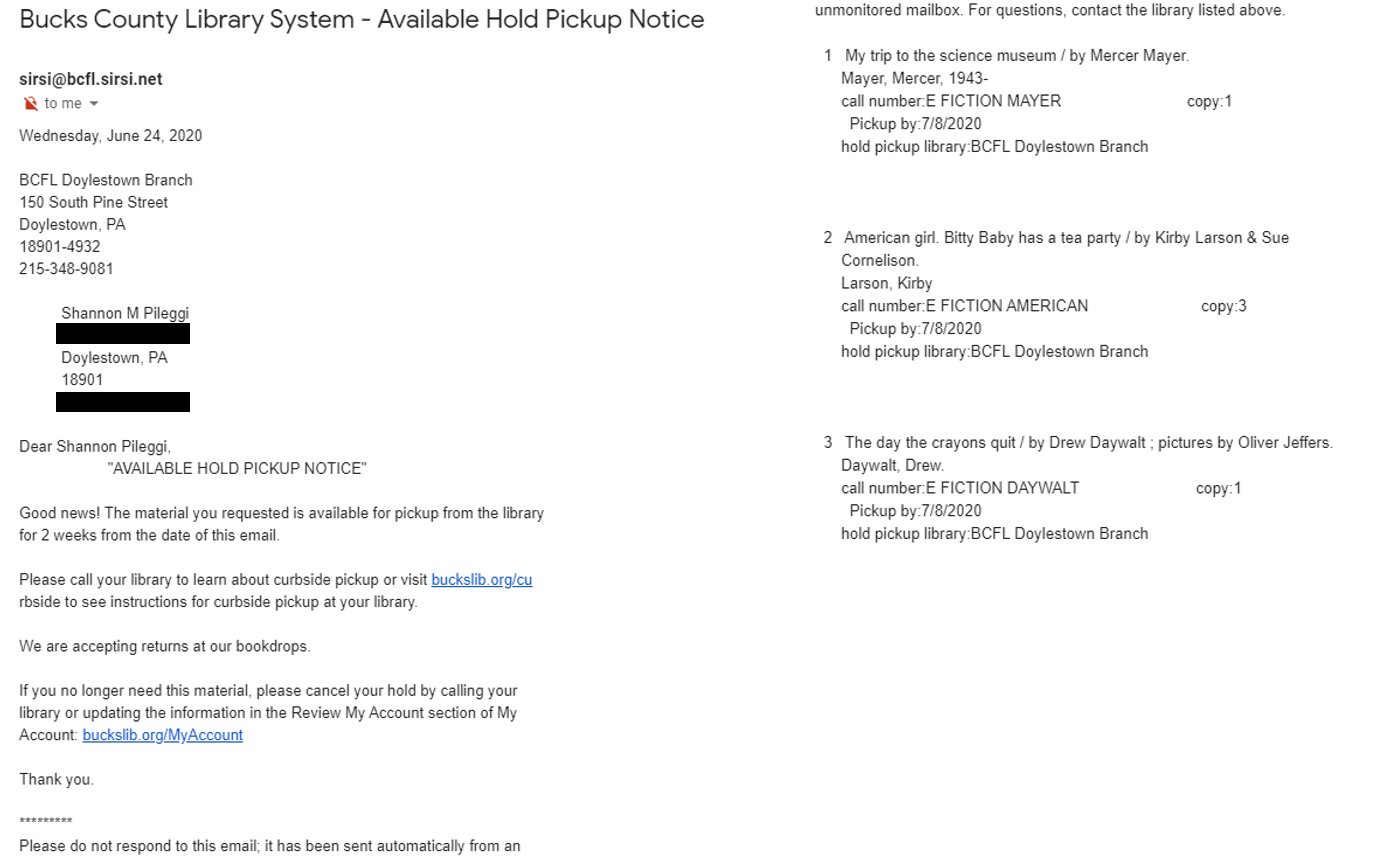 Bucks County Library System - Available Hold Pickup Notice
sirsi@bcfl.sirsi.net
to me
Wednesday, June 24, 2020
BCFL Doylestown Branch
150 South Pine Street
Doylestown, PA
18901-4932
215-348-9081
Shannon M Pileggi
Doylestown, PA
18901
Dear Shannon Pileggi,
"AVAILABLE HOLD PICKUP NOTICE"
Good news! The material you requested is available for pickup from the library
for 2 weeks from the date of this email.
Please call your library to learn about curbside pickup or visit buckslib.org/cu
rbside to see instructions for curbside pickup at your library.
We are accepting returns at our bookdrops.
If you no longer need this material, please cancel your hold by calling your
library or updating the information in the Review My Account section of My
Account: buckslib.org/MyAccount
Thank you.
*********
Please do not respond to this email; it has been sent automatically from an
unmonitored mailbox. For questions, contact the library listed above.
1 My trip to the science museum / by Mercer Mayer.
Mayer, Mercer, 1943-
call number:E FICTION MAYER copy:1
Pickup by:7/8/2020
hold pickup library:BCFL Doylestown Branch
2 American girl. Bitty Baby has a tea party / by Kirby Larson & Sue
Cornelison.
Larson, Kirby
call number:E FICTION AMERICAN copy:3
Pickup by:7/8/2020
hold pickup library:BCFL Doylestown Branch
3 The day the crayons quit / by Drew Daywalt ; pictures by Oliver Jeffers.
Daywalt, Drew.
call number:E FICTION DAYWALT copy:1
Pickup by:7/8/2020
hold pickup library:BCFL Doylestown Branch